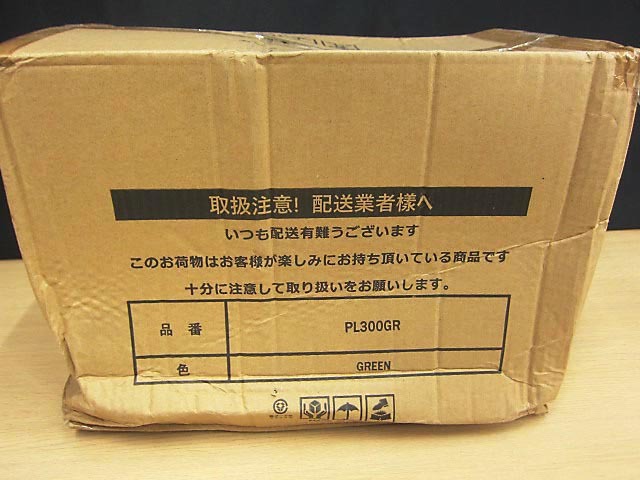 取扱注意! 配送業者様へ
いつも配送有難うございます
このお荷物はお客様が楽しみにお持ち頂いている商品です
十分に注意して取り扱いをお願いします。
品番 PL300GR
色 GREEN